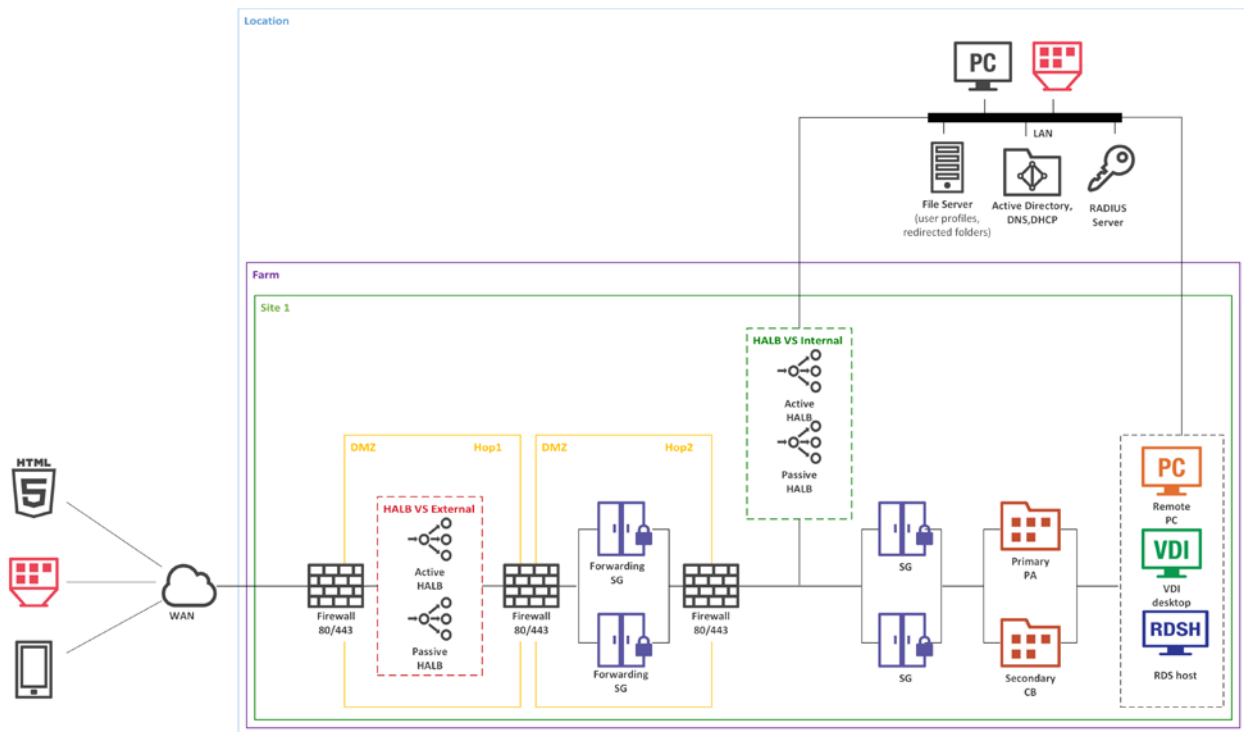 Location
PC
LAN
File Server
(user profiles,
redirected folders)
Active Directory,
DNS,DHCP
RADIUS
Server
Farm
Site 1
HALB VS Internal
Active
HALB
Passive
HALB
DMZ
Hop1
HALB VS External
Active
HALB
Passive
HALB
DMZ
Hop2
Forwarding
SG
Forwarding
SG
HTML
5
WAN
Firewall
80/443
Firewall
80/443
Firewall
80/443
SG
SG
Primary
PA
Secondary
CB
PC
Remote
PC
VDI
VDI
desktop
RDSH
RDS host